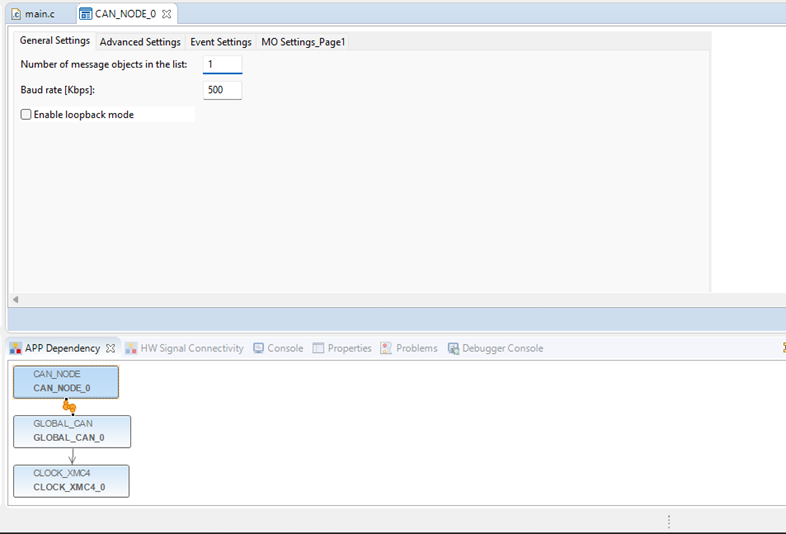 main.c CAN_NODE_0
General Settings Advanced Settings Event Settings MO Settings_Page1
Number of message objects in the list: 1
Baud rate [Kbps]: 500
Enable loopback mode
APP Dependency HW Signal Connectivity Console Properties Problems Debugger Console
CAN_NODE
CAN_NODE_0
GLOBAL_CAN
GLOBAL_CAN_0
CLOCK_XMC4
CLOCK_XMC4_0